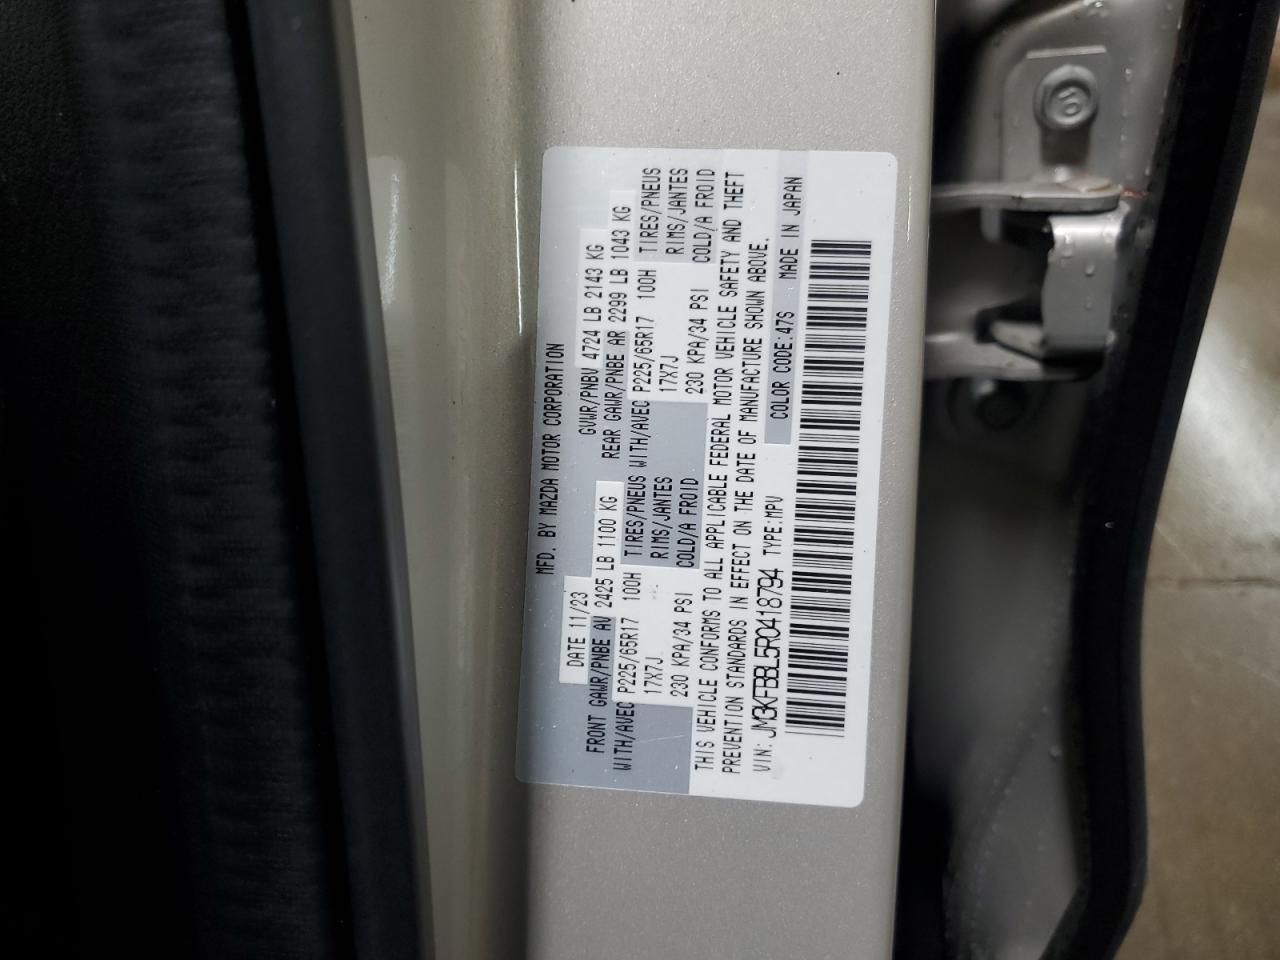 MFD. BY MAZDA MOTOR CORPORATION
DATE 11/23 GVWR/PNBV 4724 LB 2143 KG
FRONT GAWR/PNBE AV 2425 LB 1100 KG REAR GAWR/PNBE AR 2299 LB 1043 KG
WITH/AVEC P225/65R17 100H TIRES/PNEUS WITH/AVEC P225/65R17 100H TIRES/PNEUS
17X7J RIMS/JANTES 17X7J RIMS/JANTES
230 KPA/34 PSI COLD/A FROID 230 KPA/34 PSI COLD/A FROID
THIS VEHICLE CONFORMS TO ALL APPLICABLE FEDERAL MOTOR VEHICLE SAFETY AND THEFT
PREVENTION STANDARDS IN EFFECT ON THE DATE OF MANUFACTURE SHOWN ABOVE.
VIN: JM3KFBBL5R0418794 TYPE:MPV COLOR CODE:47S MADE IN JAPAN
10